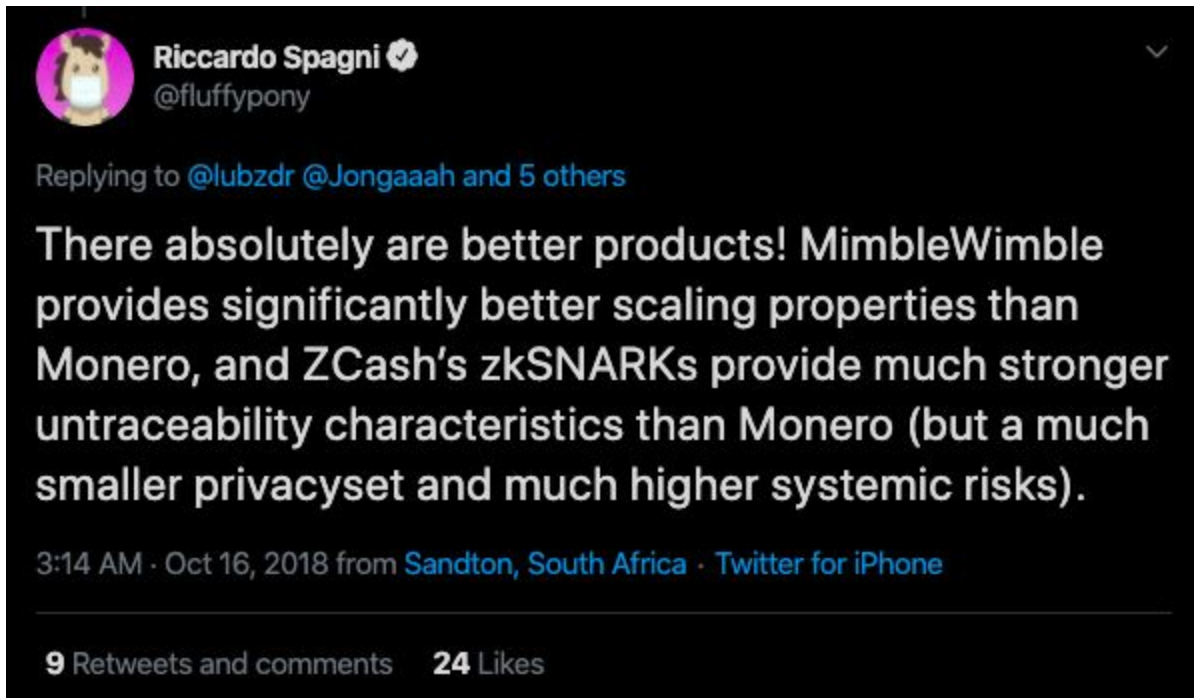 Riccardo Spagni
@fluffypony
Replying to @lubzdr @Jongaaah and 5 others
There absolutely are better products! MimbleWimble
provides significantly better scaling properties than
Monero, and ZCash’s zkSNARKs provide much stronger
untraceability characteristics than Monero (but a much
smaller privacyset and much higher systemic risks).
3:14 AM · Oct 16, 2018 from Sandton, South Africa · Twitter for iPhone
9 Retweets and comments 24 Likes